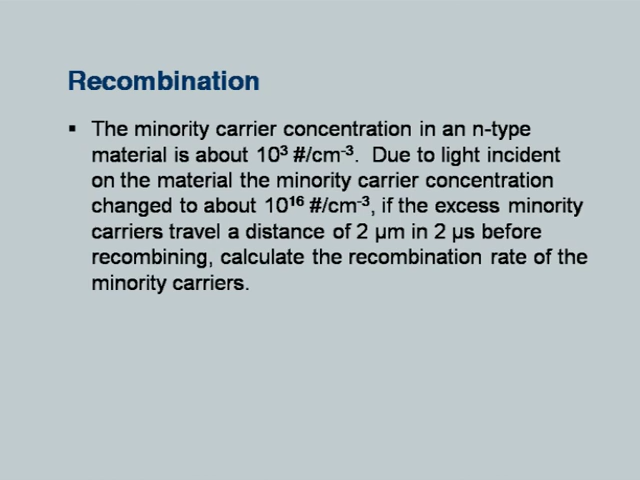 Recombination
▪ The minority carrier concentration in an n-type
material is about 10³ #/cm⁻³. Due to light incident
on the material the minority carrier concentration
changed to about 10¹⁶ #/cm⁻³, if the excess minority
carriers travel a distance of 2 µm in 2 µs before
recombining, calculate the recombination rate of the
minority carriers.